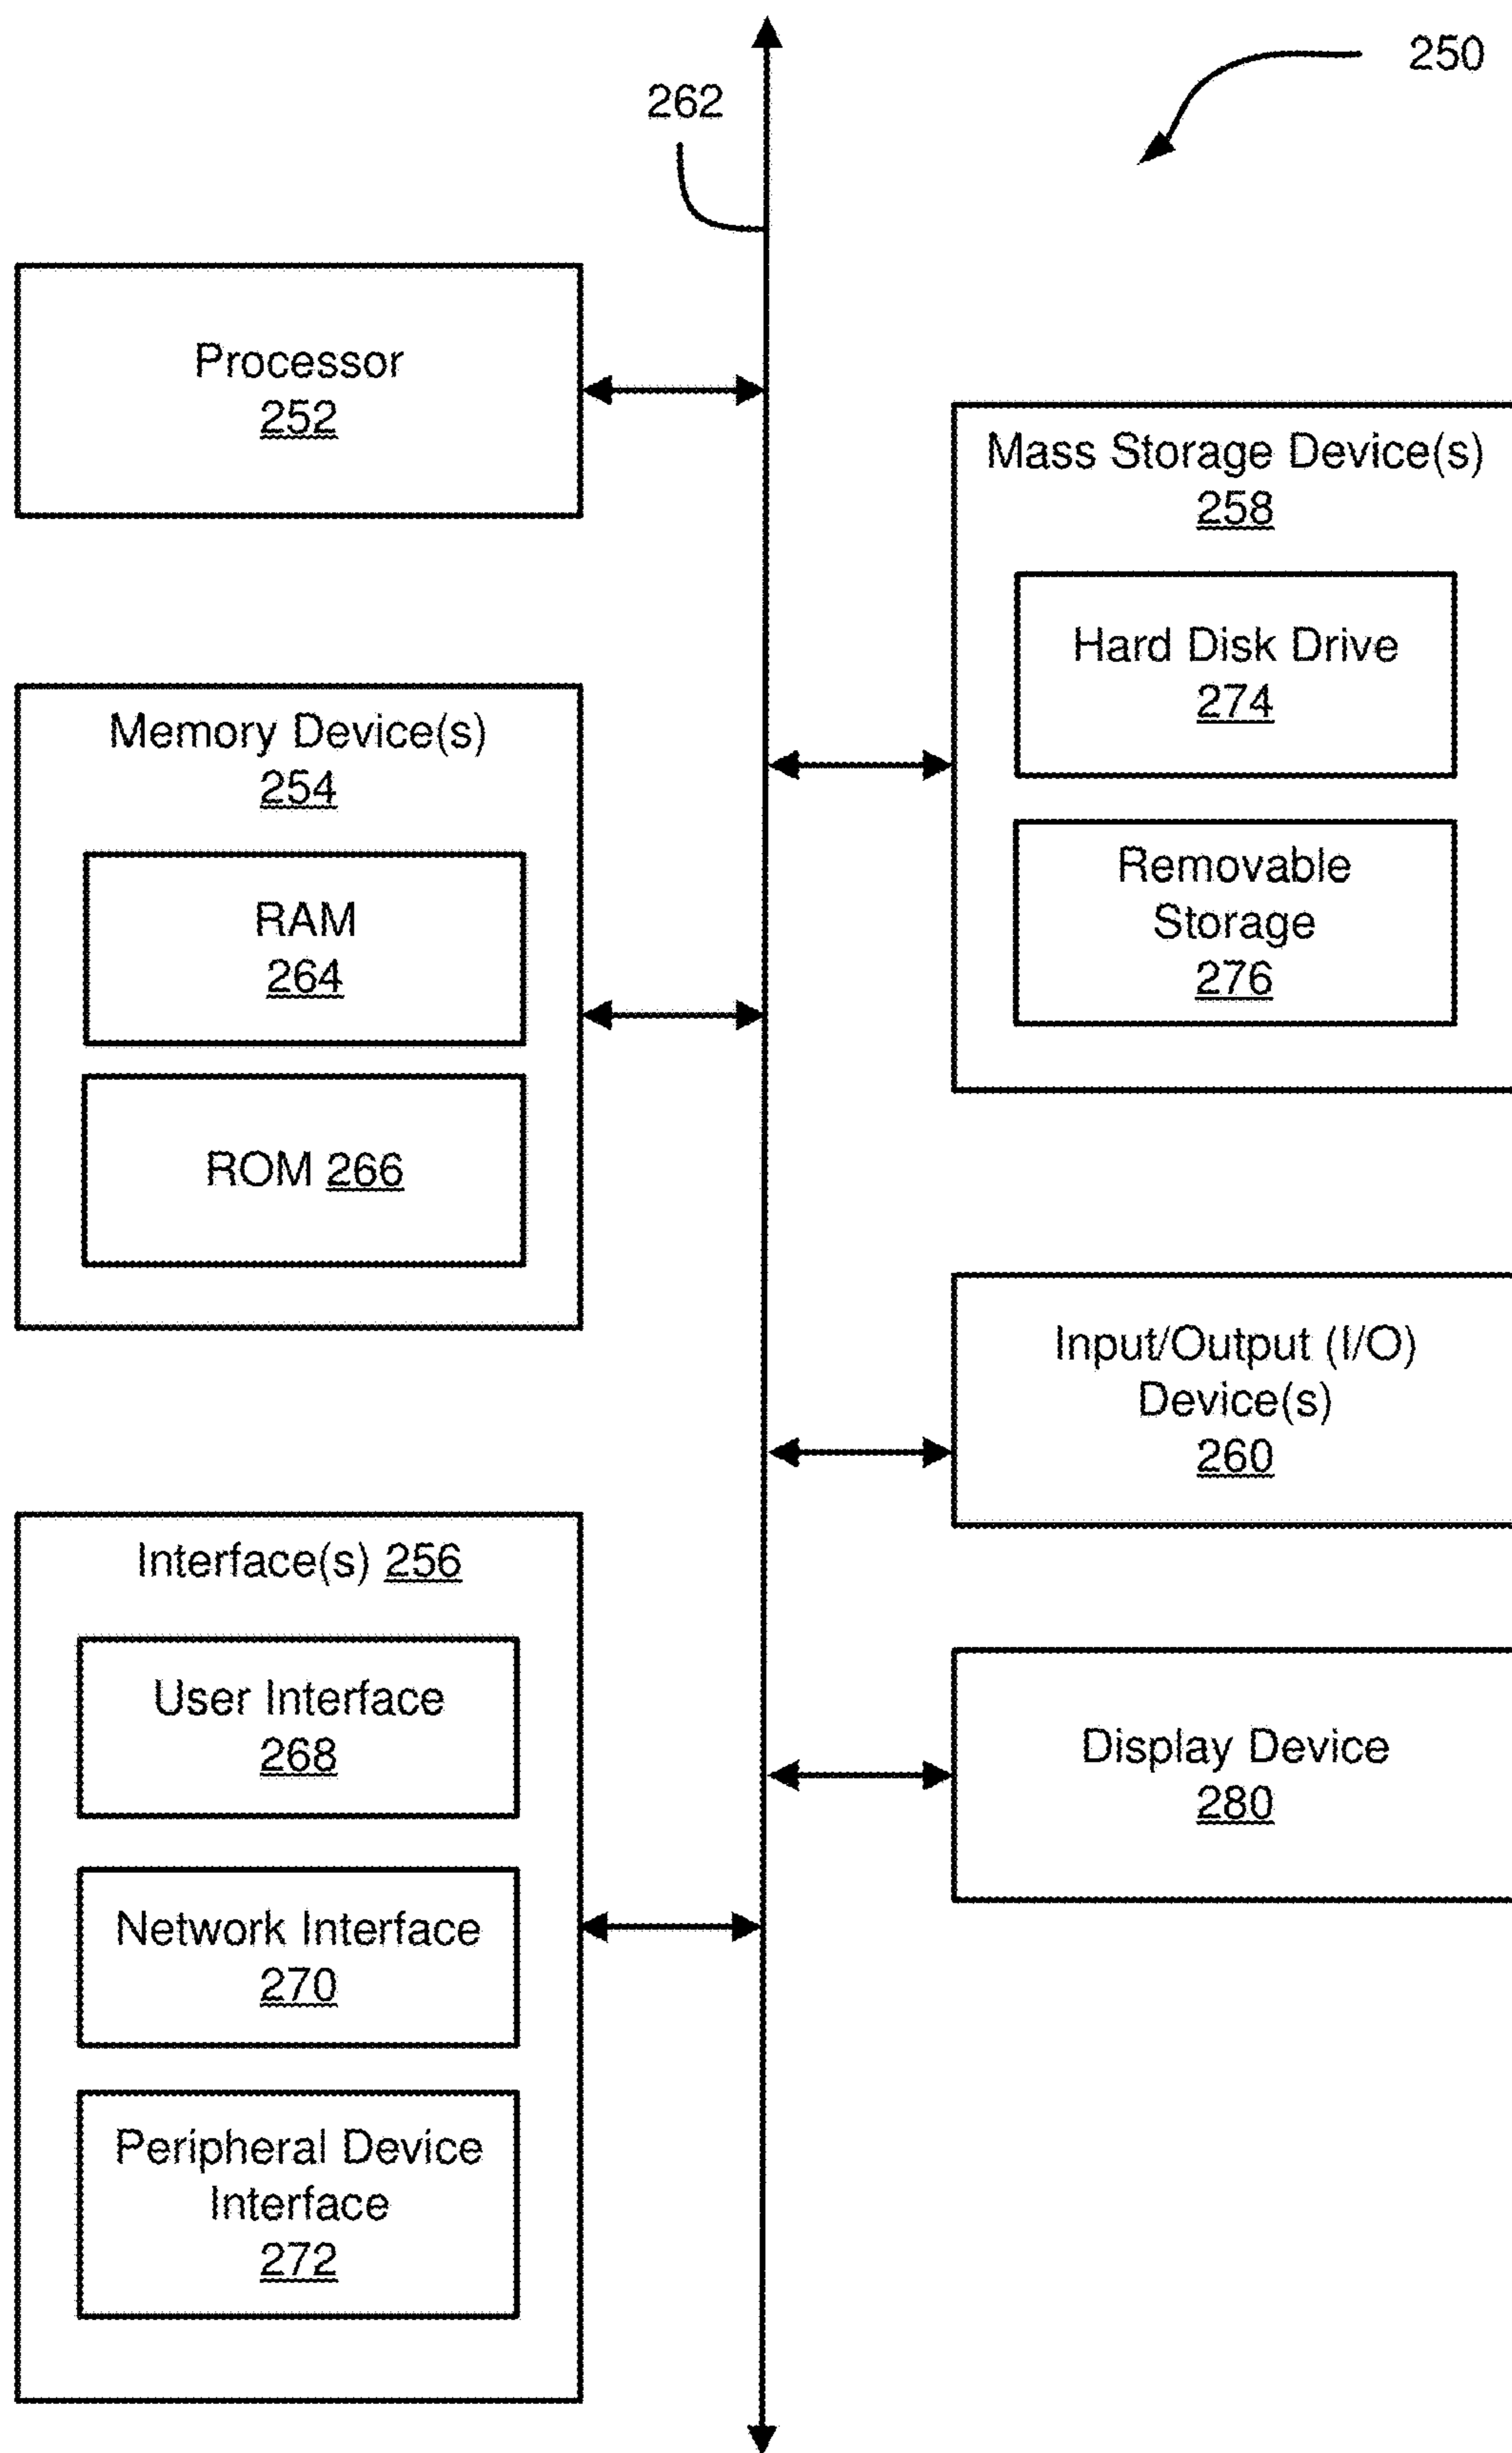 250
262
Processor
252
Mass Storage Device(s)
258
Hard Disk Drive
274
Removable
Storage
276
Memory Device(s)
254
RAM
264
ROM 266
Input/Output (I/O)
Device(s)
260
Interface(s) 256
User Interface
268
Network Interface
270
Peripheral Device
Interface
272
Display Device
280